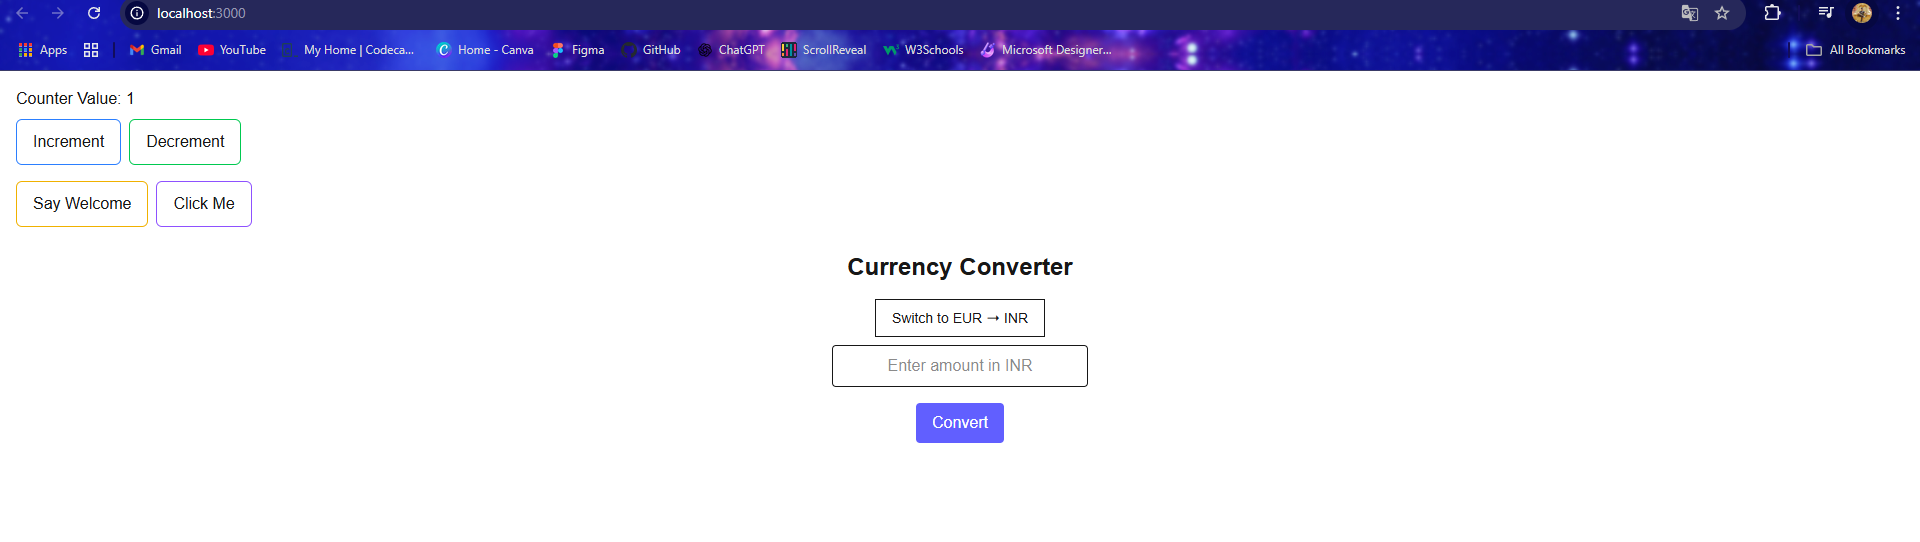 localhost:3000
Apps Gmail YouTube My Home | Codeca... Home - Canva Figma GitHub ChatGPT ScrollReveal W3Schools Microsoft Designer... All Bookmarks
Counter Value: 1
Increment Decrement
Say Welcome Click Me
Currency Converter
Switch to EUR → INR
Enter amount in INR
Convert